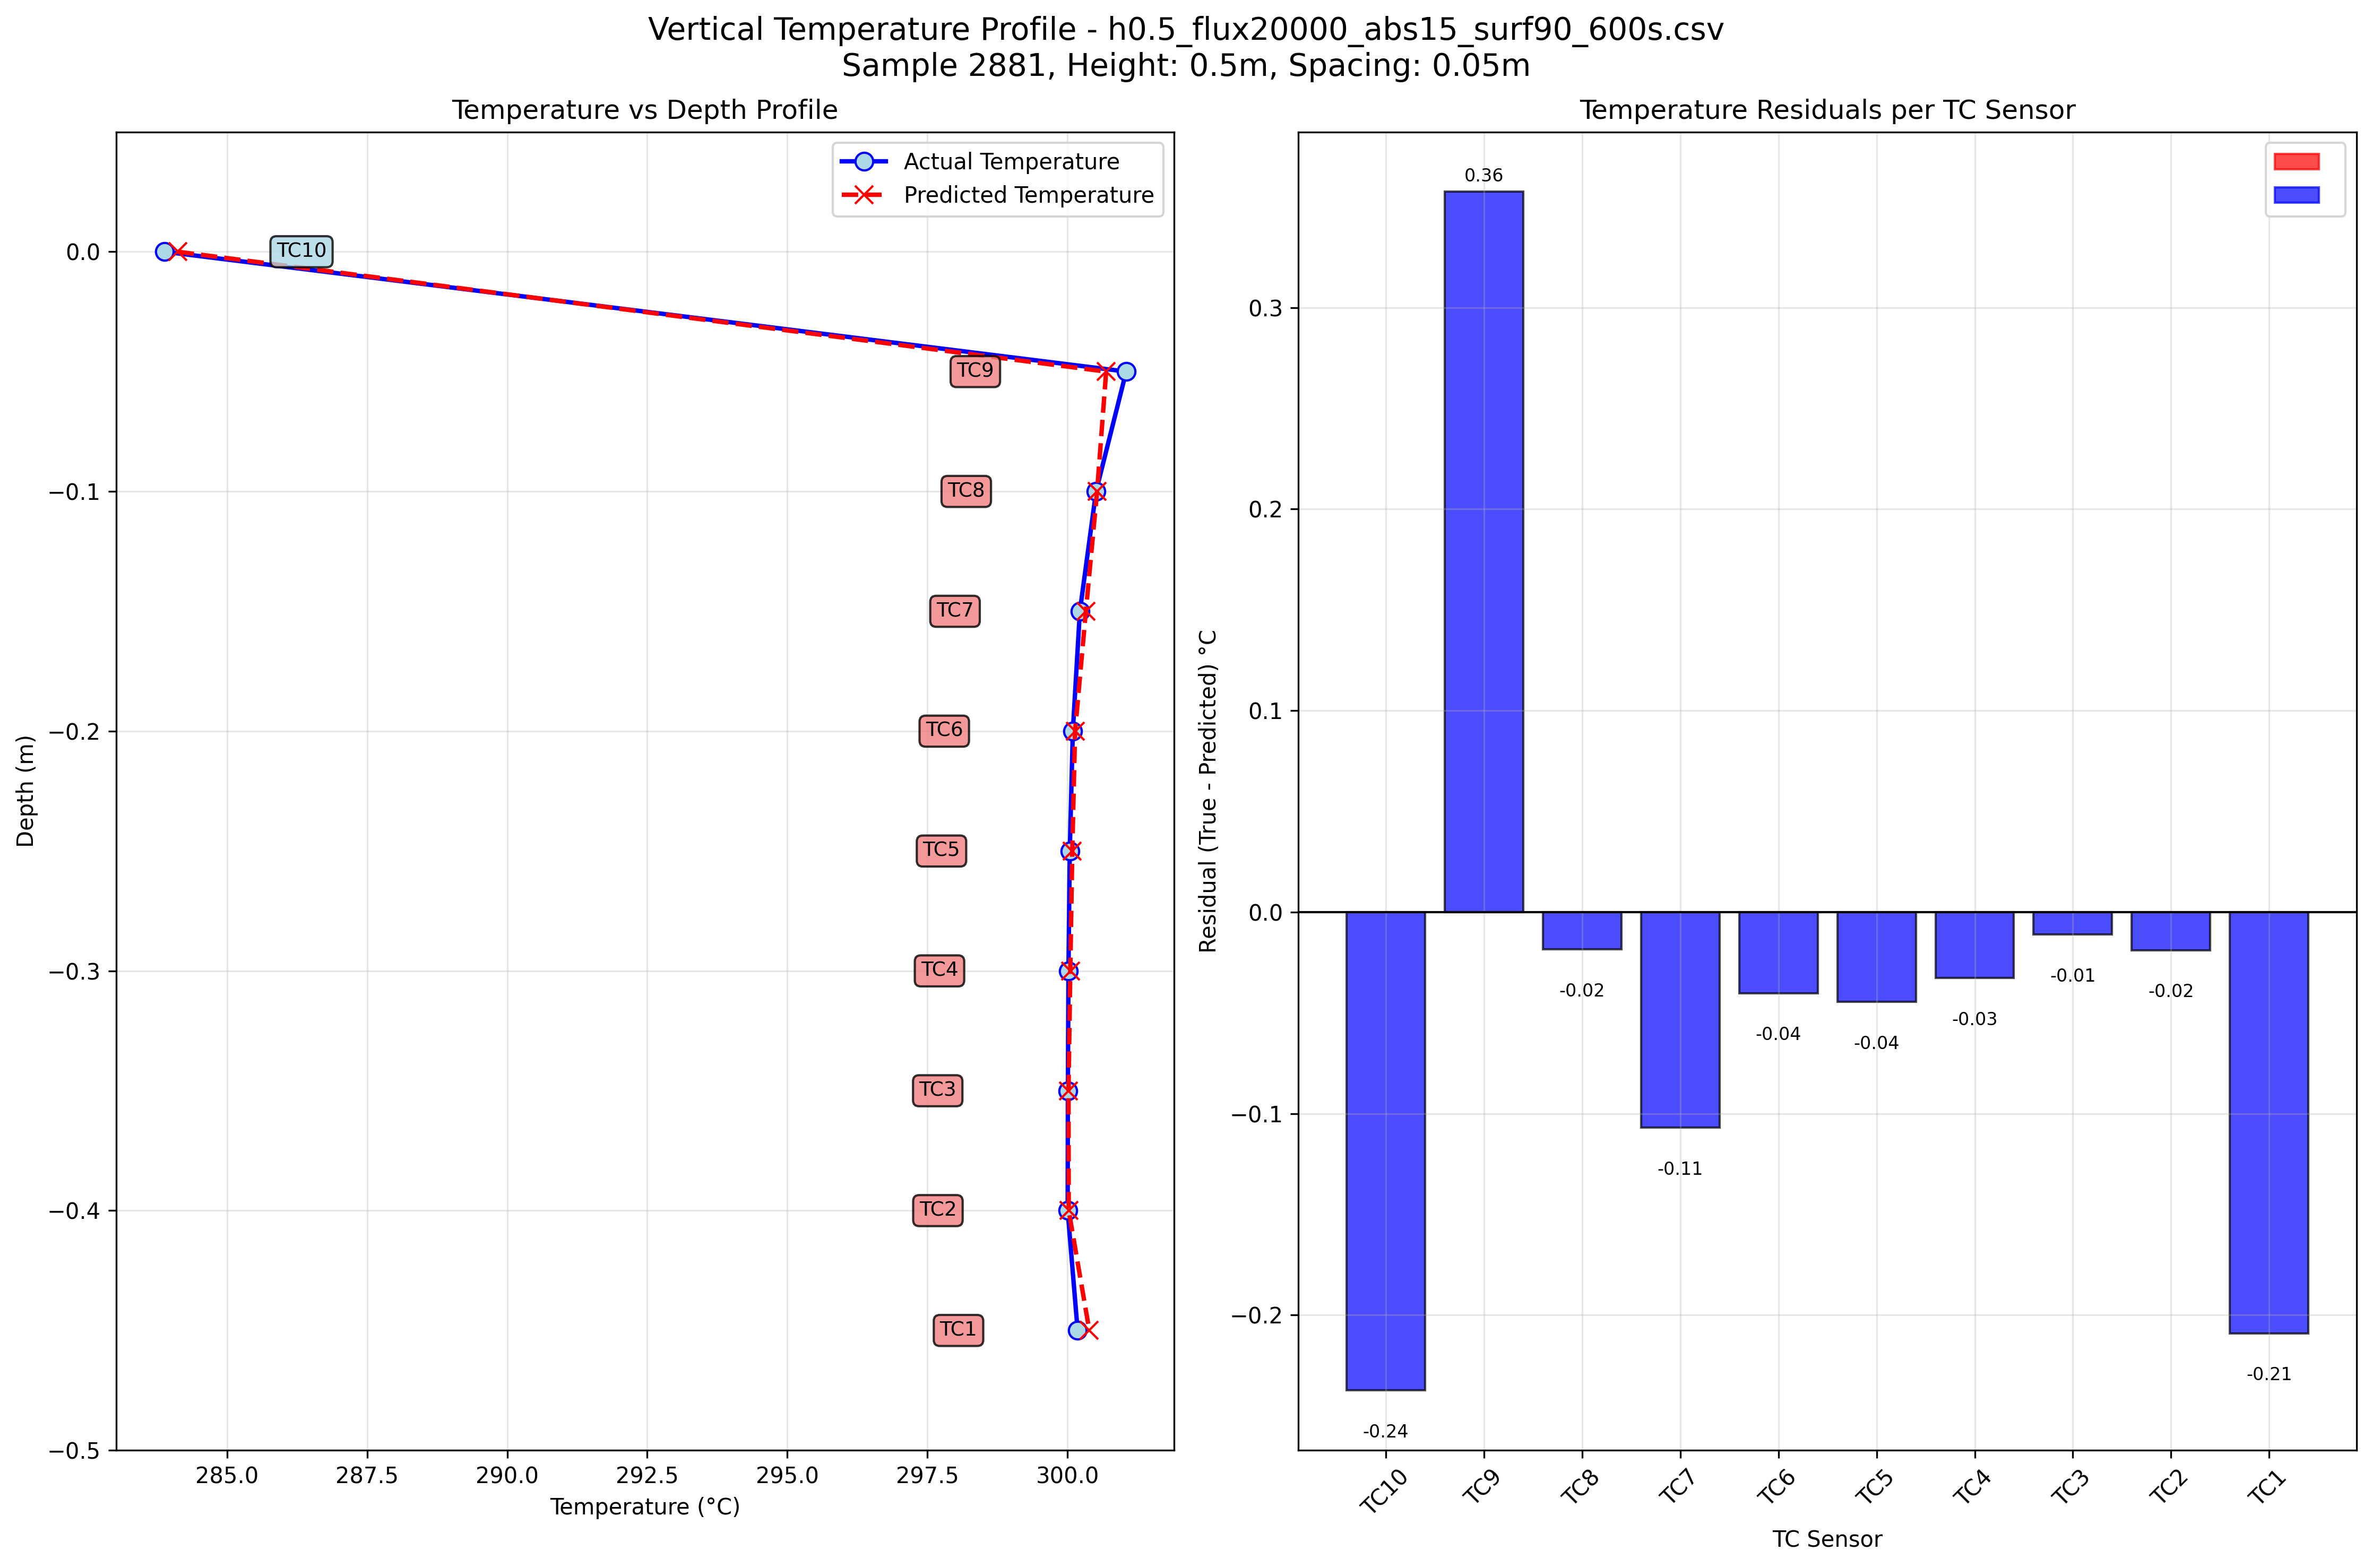 Vertical Temperature Profile - h0.5_flux20000_abs15_surf90_600s.csv
Sample 2881, Height: 0.5m, Spacing: 0.05m
Temperature vs Depth Profile
Actual Temperature
Predicted Temperature
TC10
TC9
TC8
TC7
TC6
TC5
TC4
TC3
TC2
TC1
0.0
−0.1
−0.2
−0.3
−0.4
−0.5
Depth (m)
285.0 287.5 290.0 292.5 295.0 297.5 300.0
Temperature (°C)
Temperature Residuals per TC Sensor
0.36
-0.24
-0.02
-0.11
-0.04
-0.04
-0.03
-0.01
-0.02
-0.21
0.3
0.2
0.1
0.0
−0.1
−0.2
Residual (True - Predicted) °C
TC10 TC9 TC8 TC7 TC6 TC5 TC4 TC3 TC2 TC1
TC Sensor